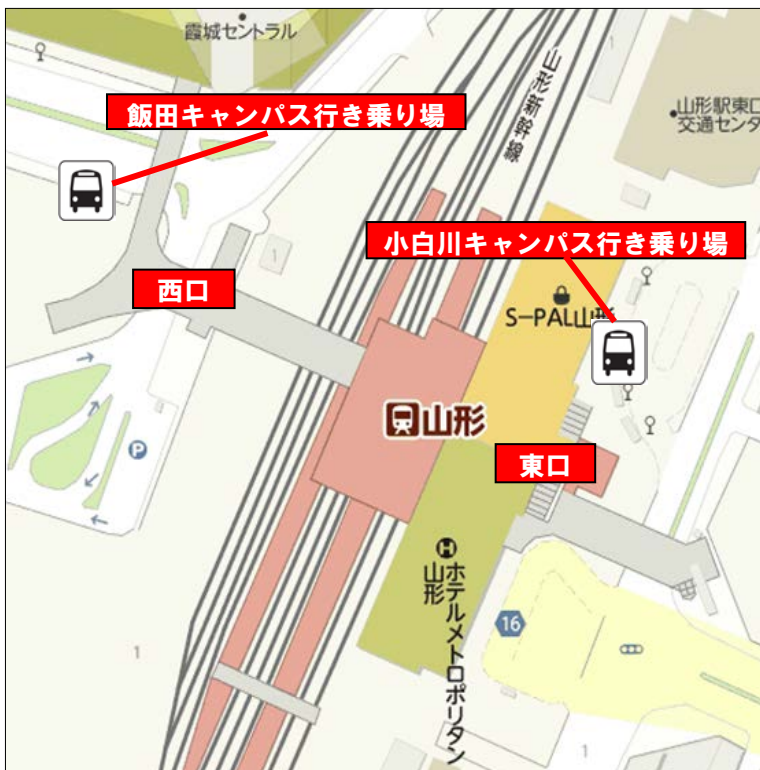 霞城セントラル
飯田キャンパス行き乗り場
山形新幹線
山形駅東口
交通センタ
小白川キャンパス行き乗り場
西口
1
1
S-PAL山形
山形
東口
P
H
ホテルメトロポリタン
山形
16
1
1